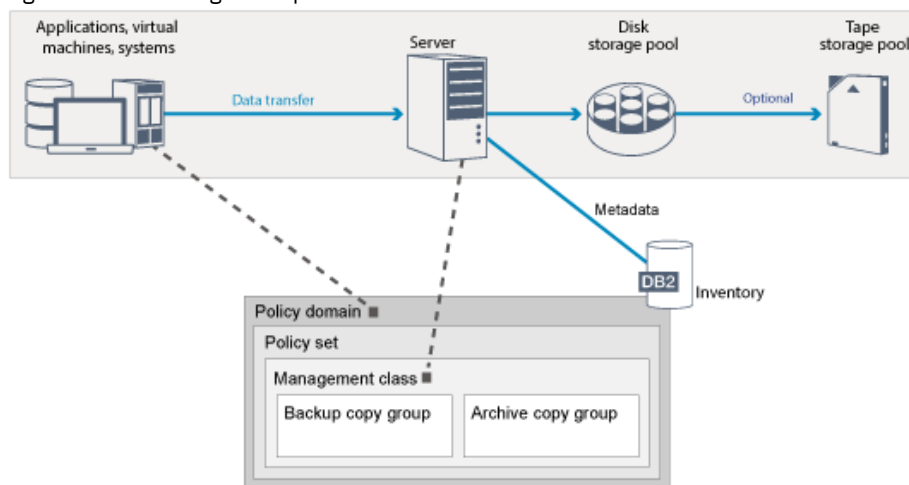 Applications, virtual
machines, systems
Server
Disk
storage pool
Tape
storage pool
Data transfer
Optional
Metadata
DB2
Inventory
Policy domain
Policy set
Management class
Backup copy group
Archive copy group